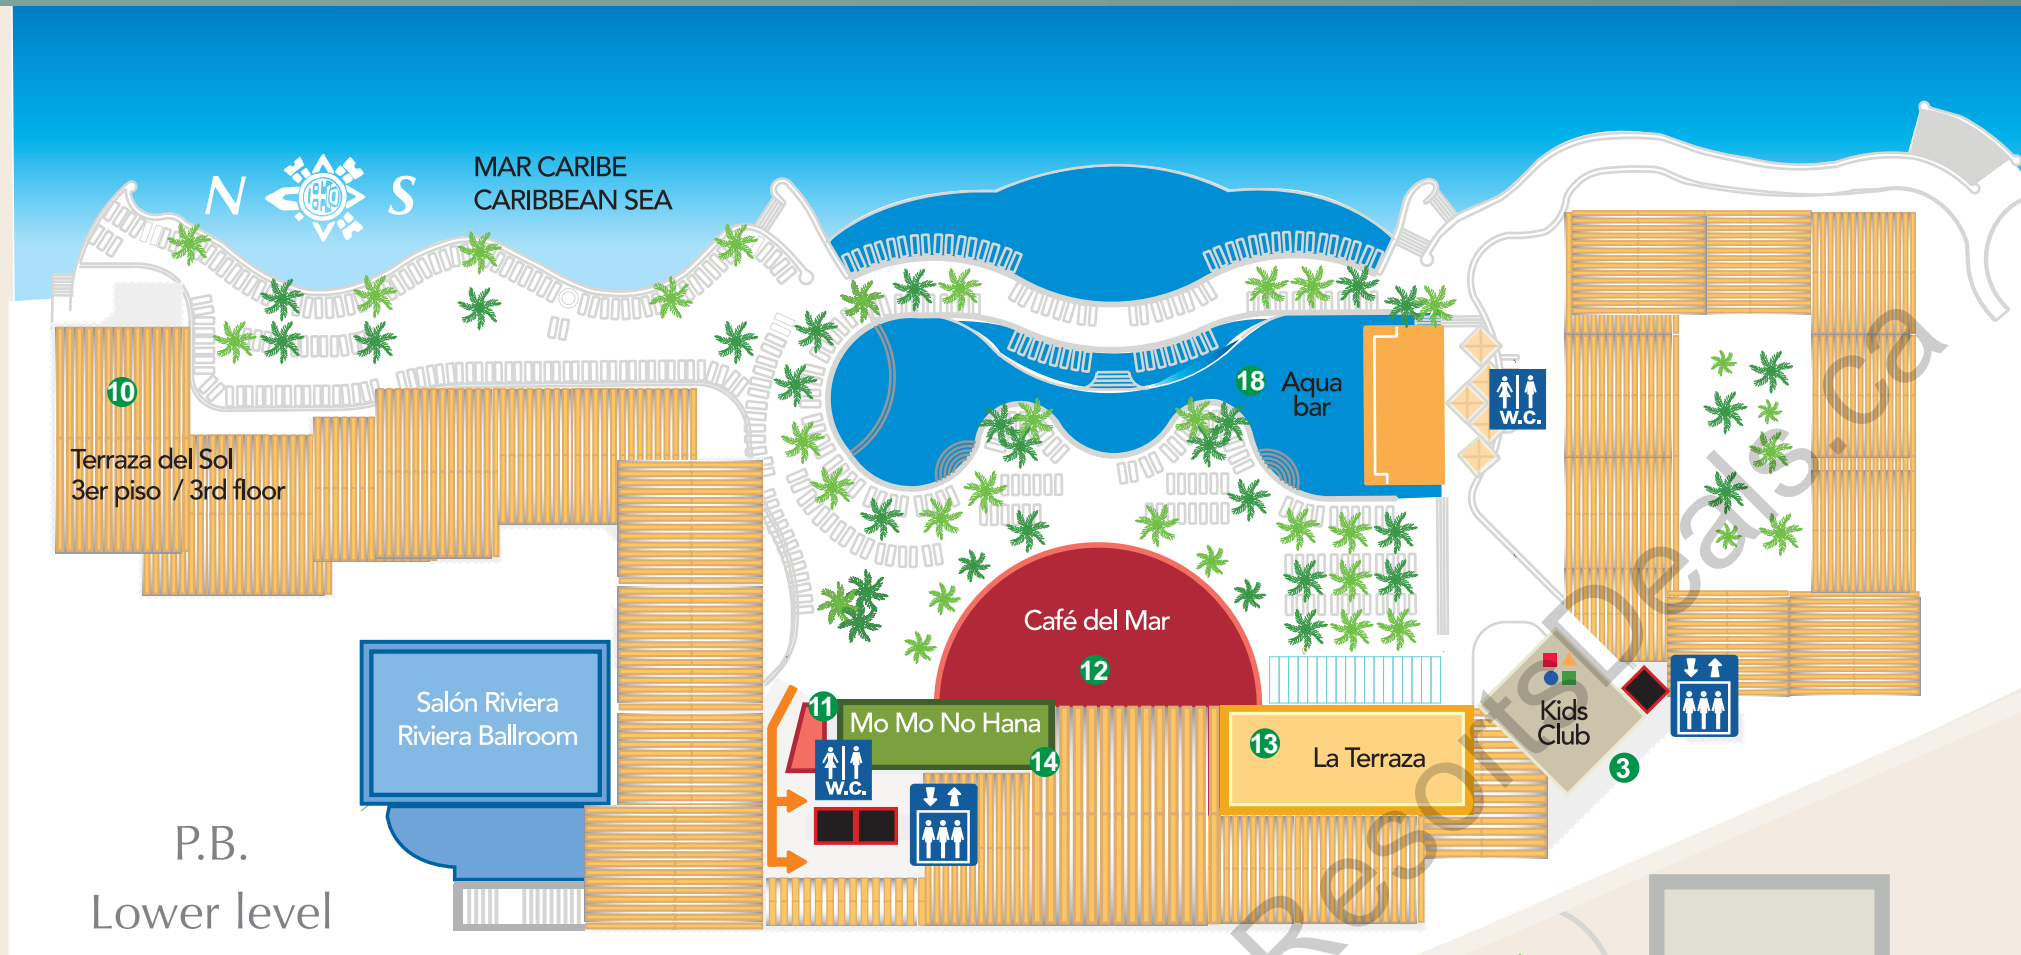 N
S
MAR CARIBE
CARIBBEAN SEA
10
Terraza del Sol
3er piso / 3rd floor
18
Aqua
bar
W.C.
Café del Mar
12
Salón Riviera
Riviera Ballroom
11
Mo Mo No Hana
14
W.C.
13
La Terraza
Kids
Club
3
P.B.
Lower level
ResortsDeals.ca